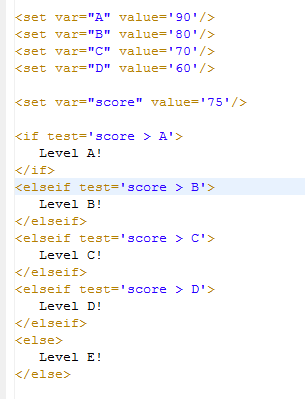 <set var="A" value='90'/>
<set var="B" value='80'/>
<set var="C" value='70'/>
<set var="D" value='60'/>
<set var="score" value='75'/>
<if test='score > A'>
Level A!
</if>
<elseif test='score > B'>
Level B!
</elseif>
<elseif test='score > C'>
Level C!
</elseif>
<elseif test='score > D'>
Level D!
</elseif>
<else>
Level E!
</else>